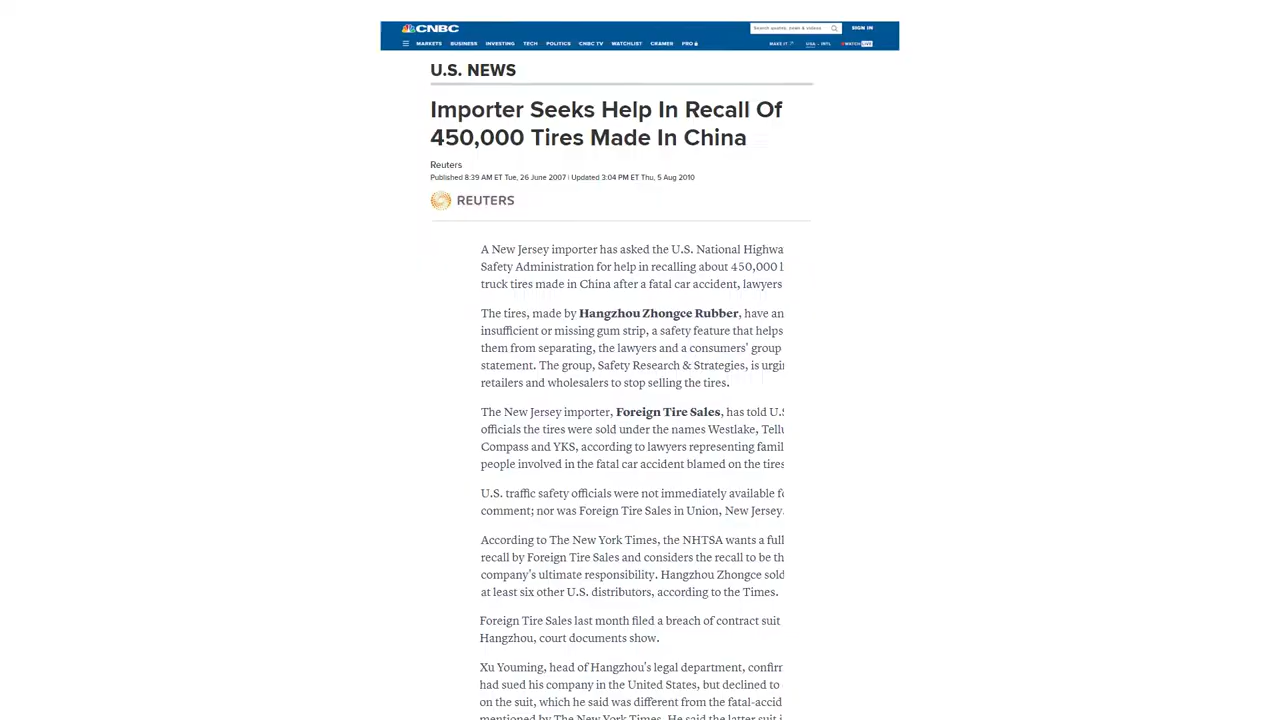 CNBC
Search quotes, news & videos
SIGN IN
MARKETS BUSINESS INVESTING TECH POLITICS CNBC TV WATCHLIST CRAMER PRO
MAKE IT USA · INTL WATCH LIVE
U.S. NEWS
Importer Seeks Help In Recall Of
450,000 Tires Made In China
Reuters
Published 8:39 AM ET Tue, 26 June 2007 | Updated 3:04 PM ET Thu, 5 Aug 2010
REUTERS
A New Jersey importer has asked the U.S. National Highwa
Safety Administration for help in recalling about 450,000 l
truck tires made in China after a fatal car accident, lawyers
The tires, made by Hangzhou Zhongce Rubber, have an
insufficient or missing gum strip, a safety feature that helps
them from separating, the lawyers and a consumers' group
statement. The group, Safety Research & Strategies, is urgin
retailers and wholesalers to stop selling the tires.
The New Jersey importer, Foreign Tire Sales, has told U.S
officials the tires were sold under the names Westlake, Tellu
Compass and YKS, according to lawyers representing famil
people involved in the fatal car accident blamed on the tires
U.S. traffic safety officials were not immediately available fo
comment; nor was Foreign Tire Sales in Union, New Jersey.
According to The New York Times, the NHTSA wants a full
recall by Foreign Tire Sales and considers the recall to be th
company's ultimate responsibility. Hangzhou Zhongce sold
at least six other U.S. distributors, according to the Times.
Foreign Tire Sales last month filed a breach of contract suit
Hangzhou, court documents show.
Xu Youming, head of Hangzhou's legal department, confirr
had sued his company in the United States, but declined to
on the suit, which he said was different from the fatal-accid
mentioned by The New York Times. He said the latter suit i